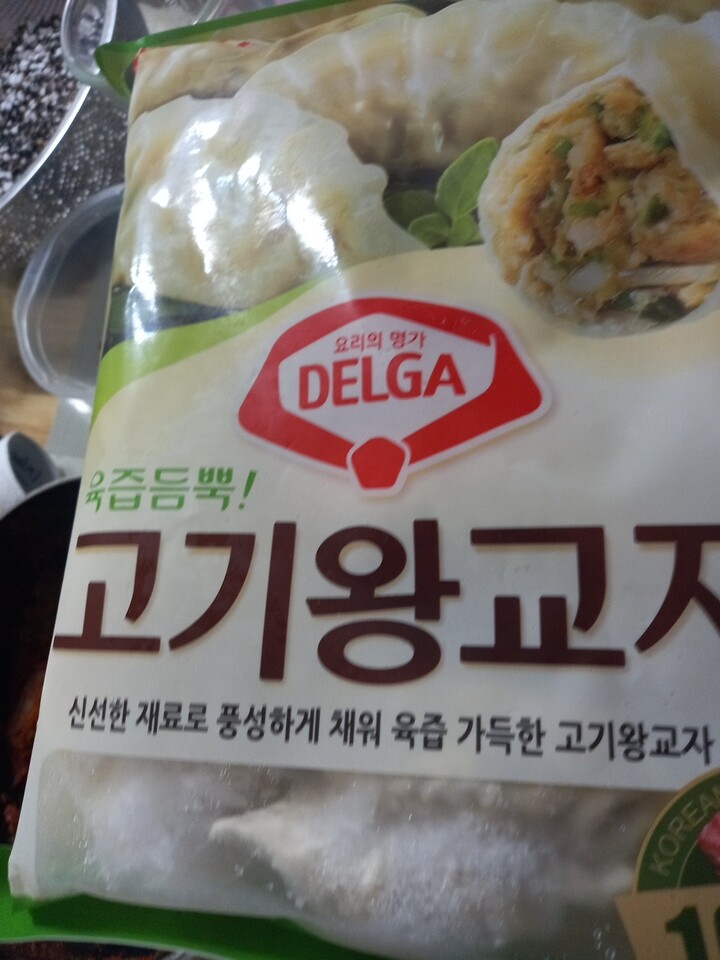 요리의 명가
DELGA
육즙듬뿍!
고기왕교자
신선한 재료로 풍성하게 채워 육즙 가득한 고기왕교자
KOREAN